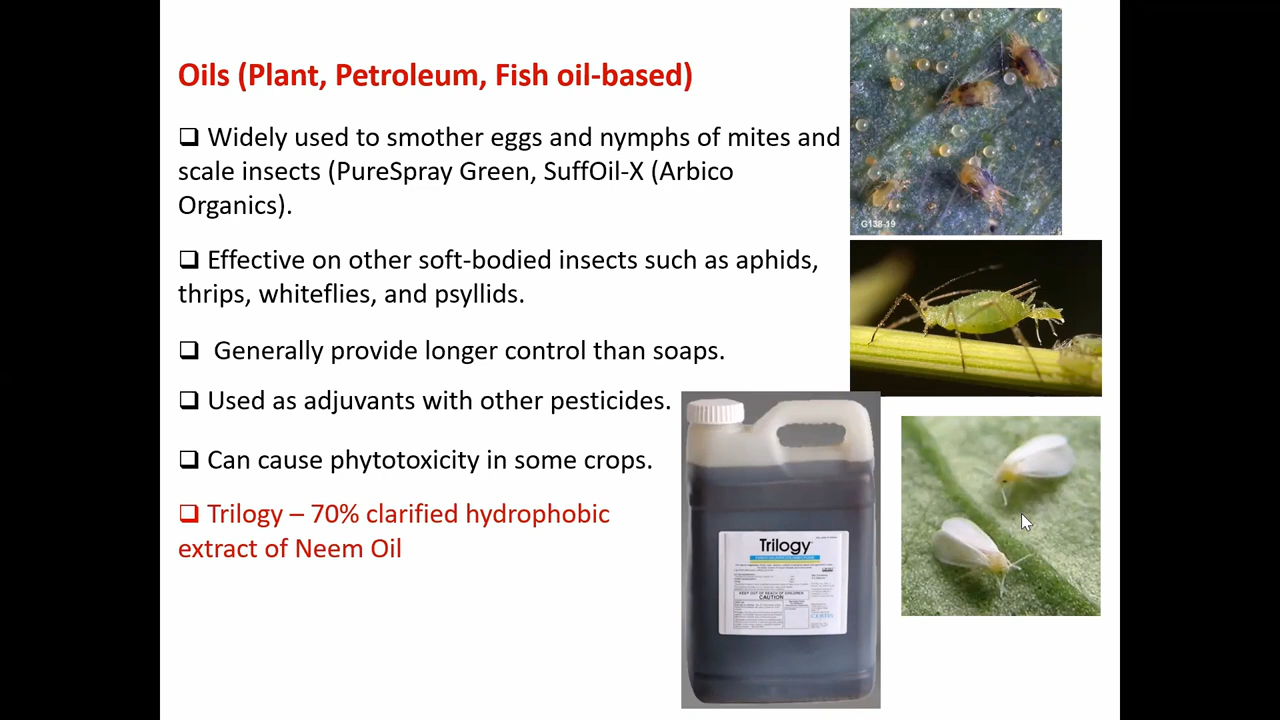 Oils (Plant, Petroleum, Fish oil-based)
❑ Widely used to smother eggs and nymphs of mites and
scale insects (PureSpray Green, SuffOil-X (Arbico
Organics).
❑ Effective on other soft-bodied insects such as aphids,
thrips, whiteflies, and psyllids.
❑ Generally provide longer control than soaps.
❑ Used as adjuvants with other pesticides.
❑ Can cause phytotoxicity in some crops.
❑ Trilogy – 70% clarified hydrophobic
extract of Neem Oil
G138-19
Trilogy
KEEP OUT OF REACH OF CHILDREN
CAUTION
CERTIS